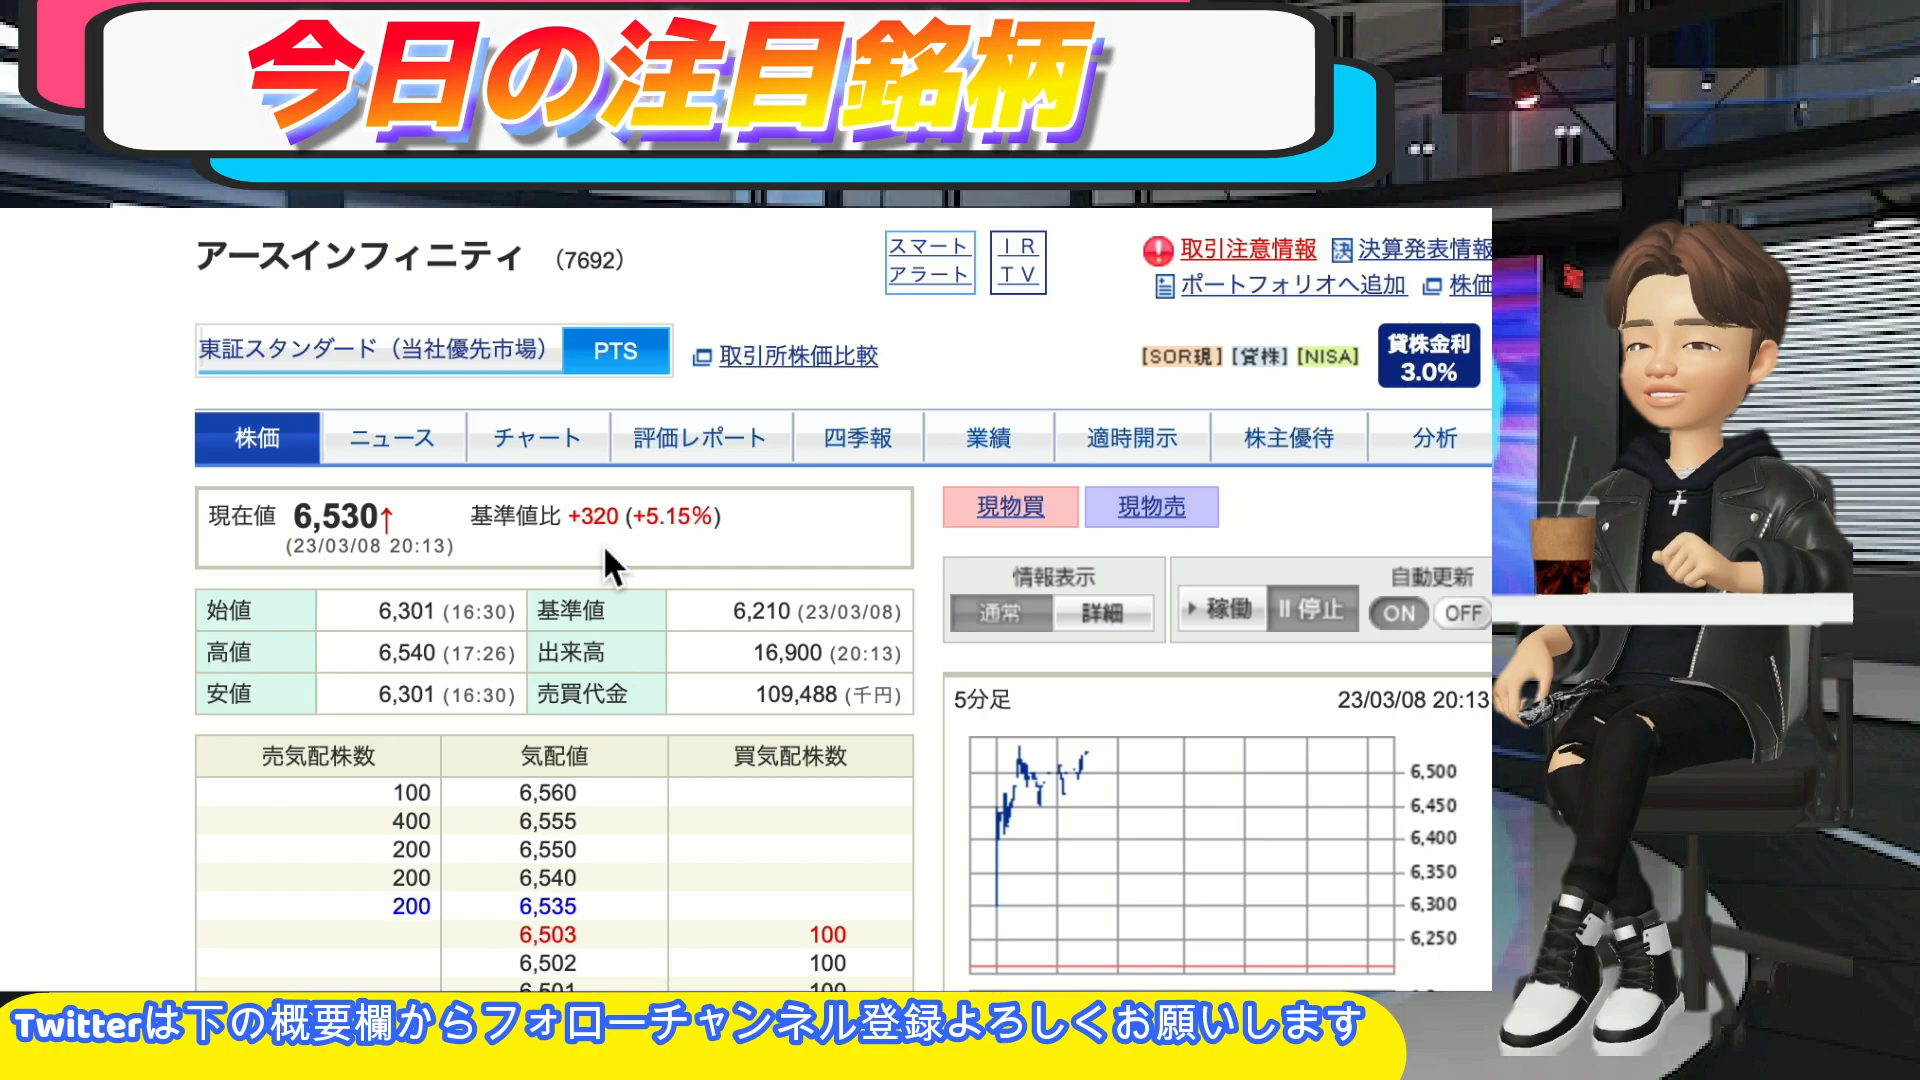 今日の注目銘柄
アースインフィニティ （7692）
スマート
アラート
ＩＲ
ＴＶ
取引注意情報 決 決算発表情報
ポートフォリオへ追加 株価
東証スタンダード（当社優先市場） PTS 取引所株価比較
[SOR現] [貸株] [NISA]
貸株金利
3.0%
株価 ニュース チャート 評価レポート 四季報 業績 適時開示 株主優待 分析
現在値 6,530↑ 基準値比 +320 (+5.15%)
(23/03/08 20:13)
現物買 現物売
始値 6,301 (16:30) 基準値 6,210 (23/03/08)
高値 6,540 (17:26) 出来高 16,900 (20:13)
安値 6,301 (16:30) 売買代金 109,488 (千円)
情報表示
通常 詳細
稼働 停止
自動更新
ON OFF
売気配株数 気配値 買気配株数
100 6,560
400 6,555
200 6,550
200 6,540
200 6,535
6,503 100
6,502 100
6,501 100
5分足 23/03/08 20:13
6,500
6,450
6,400
6,350
6,300
6,250
Twitterは下の概要欄からフォローチャンネル登録よろしくお願いします